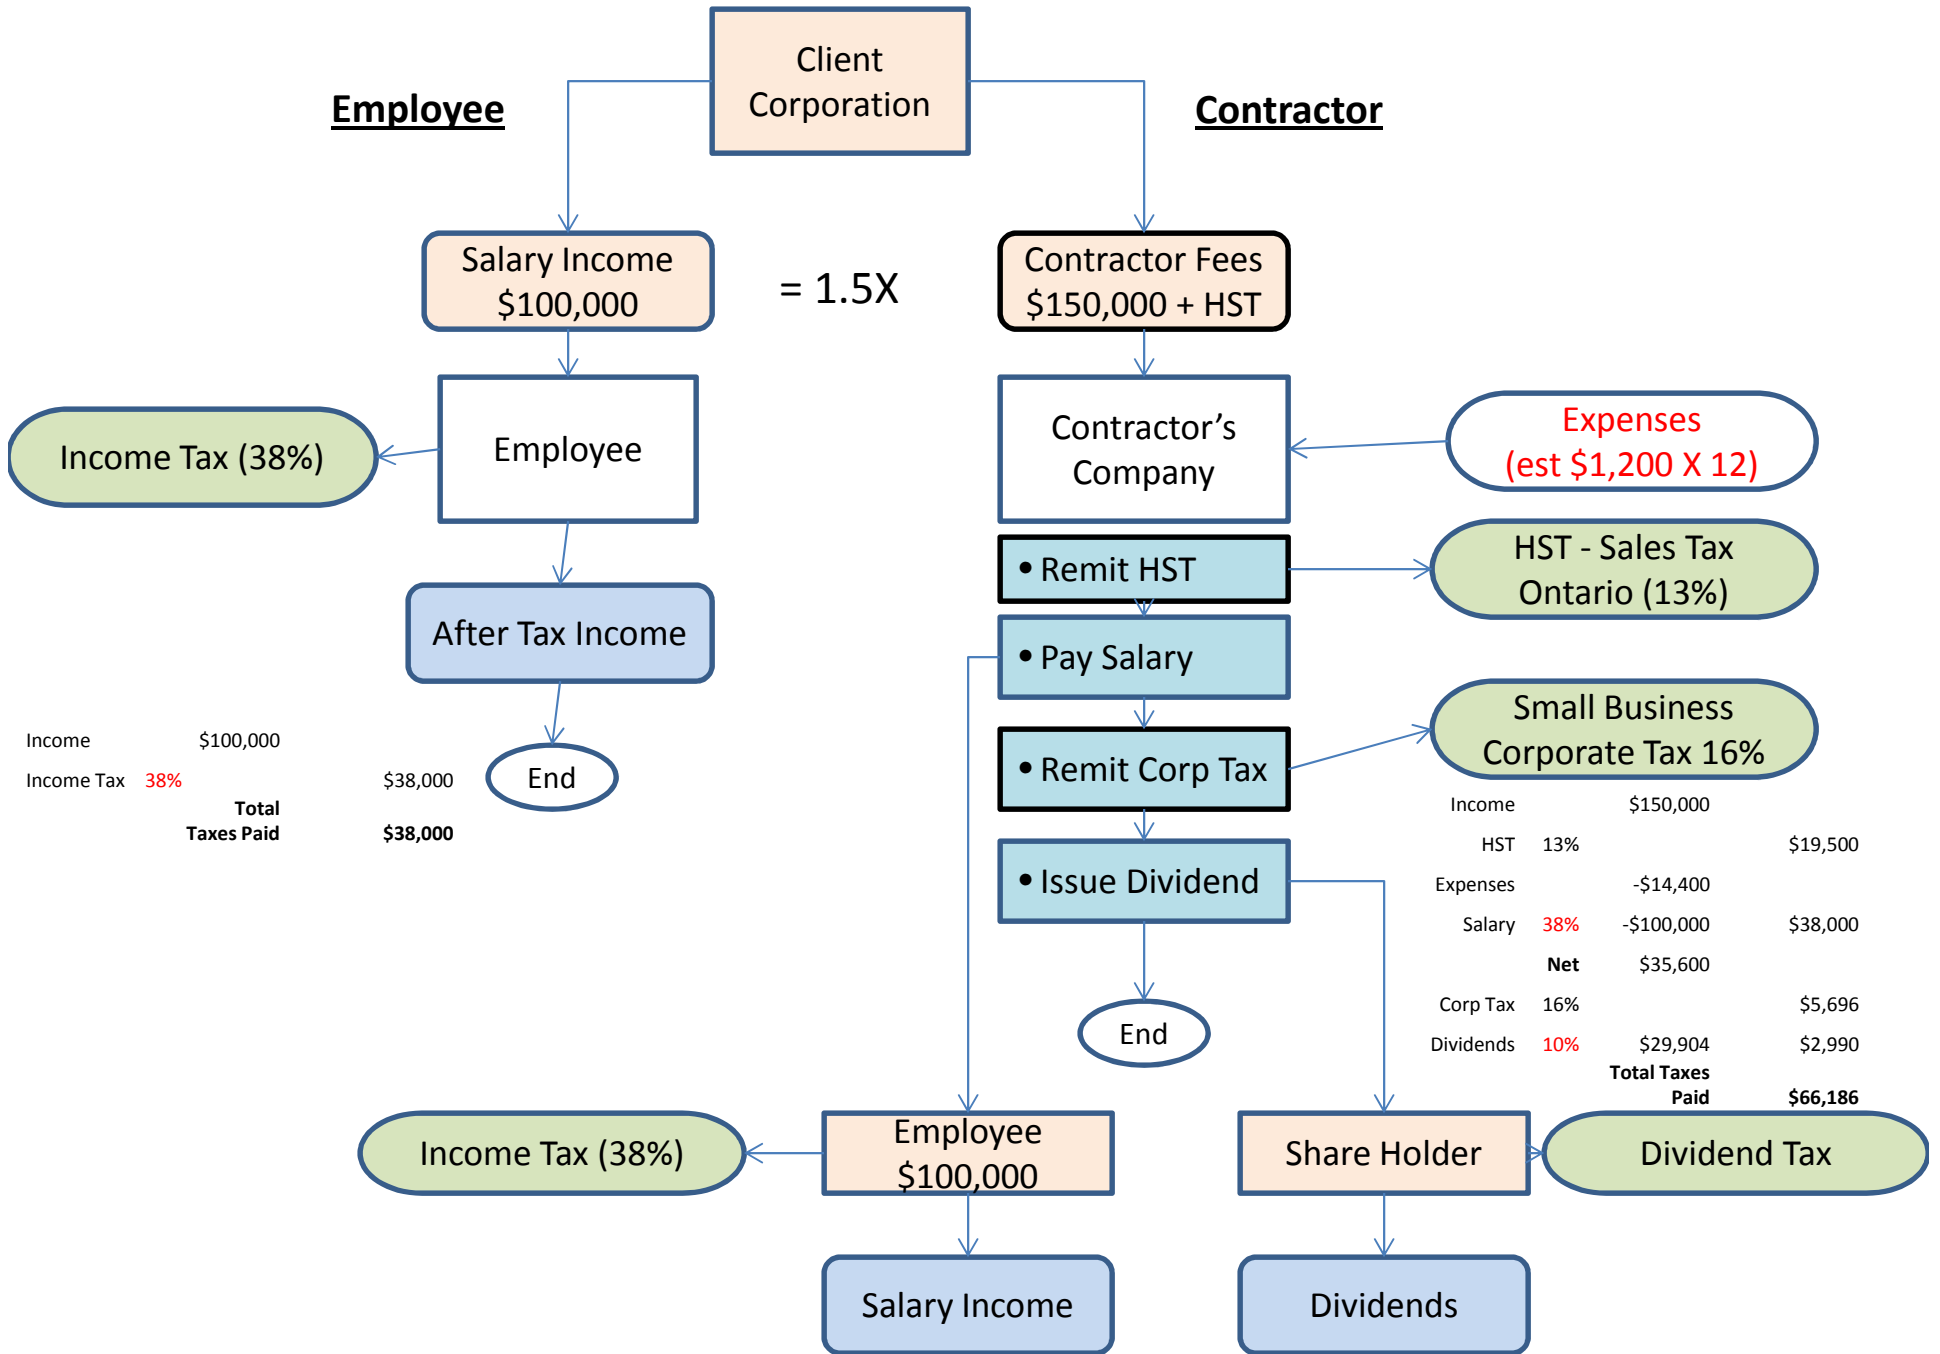 Client
Corporation
Employee
Contractor
Salary Income
$100,000
= 1.5X
Contractor Fees
$150,000 + HST
Income Tax (38%)
Employee
Contractor’s
Company
Expenses
(est $1,200 X 12)
• Remit HST
HST - Sales Tax
Ontario (13%)
After Tax Income
• Pay Salary
Small Business
Corporate Tax 16%
• Remit Corp Tax
Income $100,000
Income Tax 38% $38,000
Total
Taxes Paid $38,000
End
• Issue Dividend
Income $150,000
HST 13% $19,500
Expenses -$14,400
Salary 38% -$100,000 $38,000
Net $35,600
Corp Tax 16% $5,696
Dividends 10% $29,904 $2,990
Total Taxes
Paid $66,186
End
Income Tax (38%)
Employee
$100,000
Share Holder
Dividend Tax
Salary Income
Dividends